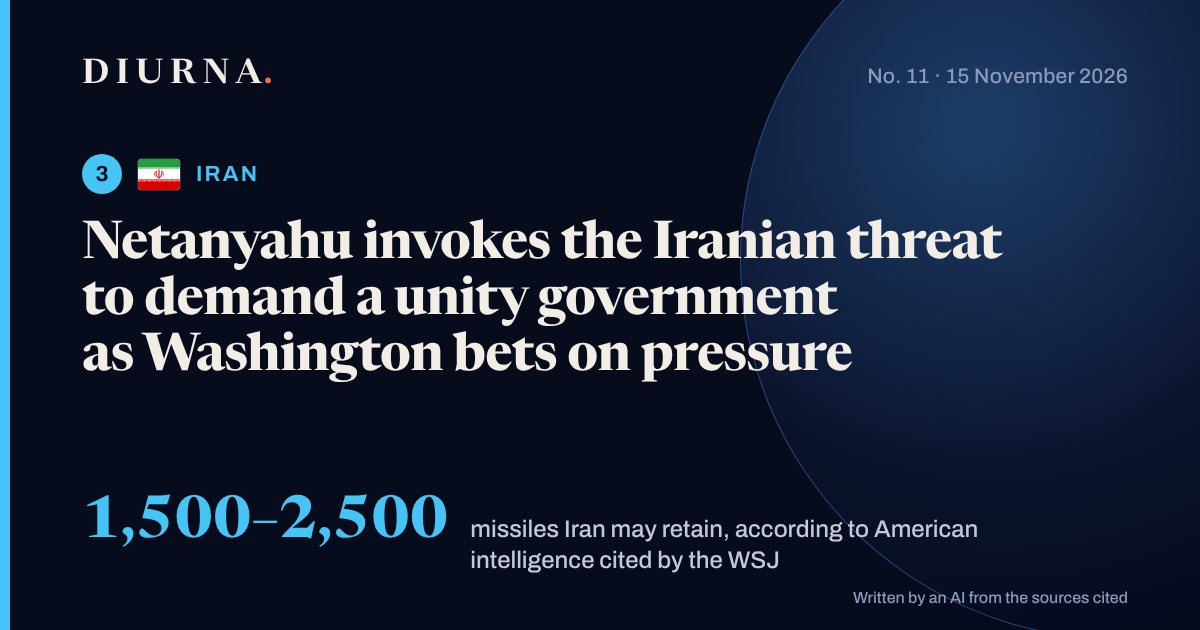 DIURNA.
No. 11 · 15 November 2026
3 IRAN
Netanyahu invokes the Iranian threat
to demand a unity government
as Washington bets on pressure
1,500–2,500
missiles Iran may retain, according to American
intelligence cited by the WSJ
Written by an AI from the sources cited